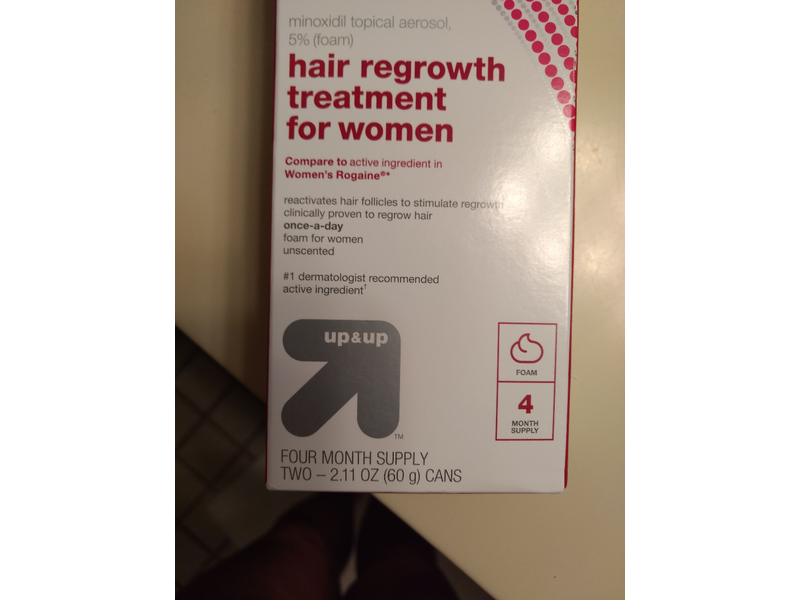 minoxidil topical aerosol,
5% (foam)
hair regrowth
treatment
for women
Compare to active ingredient in
Women's Rogaine®*
reactivates hair follicles to stimulate regrowth
clinically proven to regrow hair
once-a-day
foam for women
unscented
#1 dermatologist recommended
active ingredient†
up&up
TM
FOAM
4
MONTH
SUPPLY
FOUR MONTH SUPPLY
TWO – 2.11 OZ (60 g) CANS